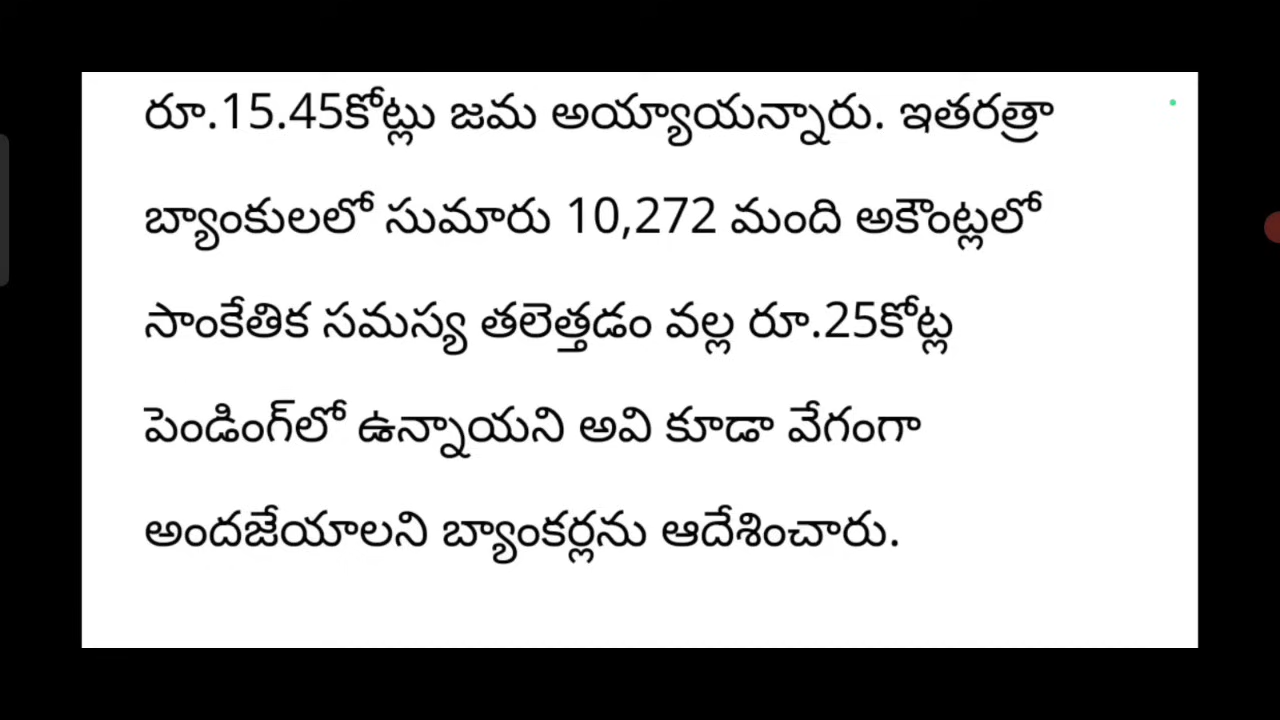 రూ.15.45కోట్లు జమ అయ్యాయన్నారు. ఇతరత్రా
బ్యాంకులలో సుమారు 10,272 మంది అకౌంట్లలో
సాంకేతిక సమస్య తలెత్తడం వల్ల రూ.25కోట్ల
పెండింగ్‌లో ఉన్నాయని అవి కూడా వేగంగా
అందజేయాలని బ్యాంకర్లను ఆదేశించారు.